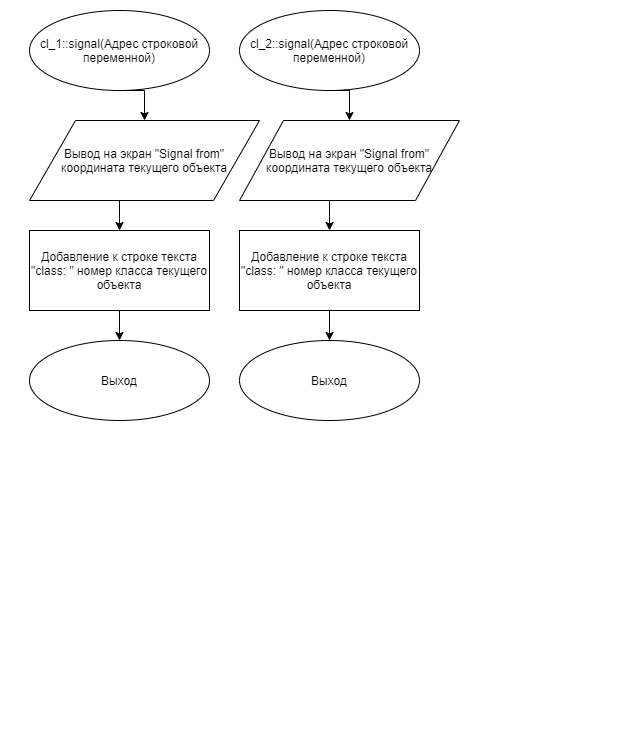 cl_1::signal(Адрес строковой
переменной)
cl_2::signal(Адрес строковой
переменной)
Вывод на экран "Signal from"
координата текущего объекта
Вывод на экран "Signal from"
координата текущего объекта
Добавление к строке текста
"class: " номер класса текущего
объекта
Добавление к строке текста
"class: " номер класса текущего
объекта
Выход
Выход